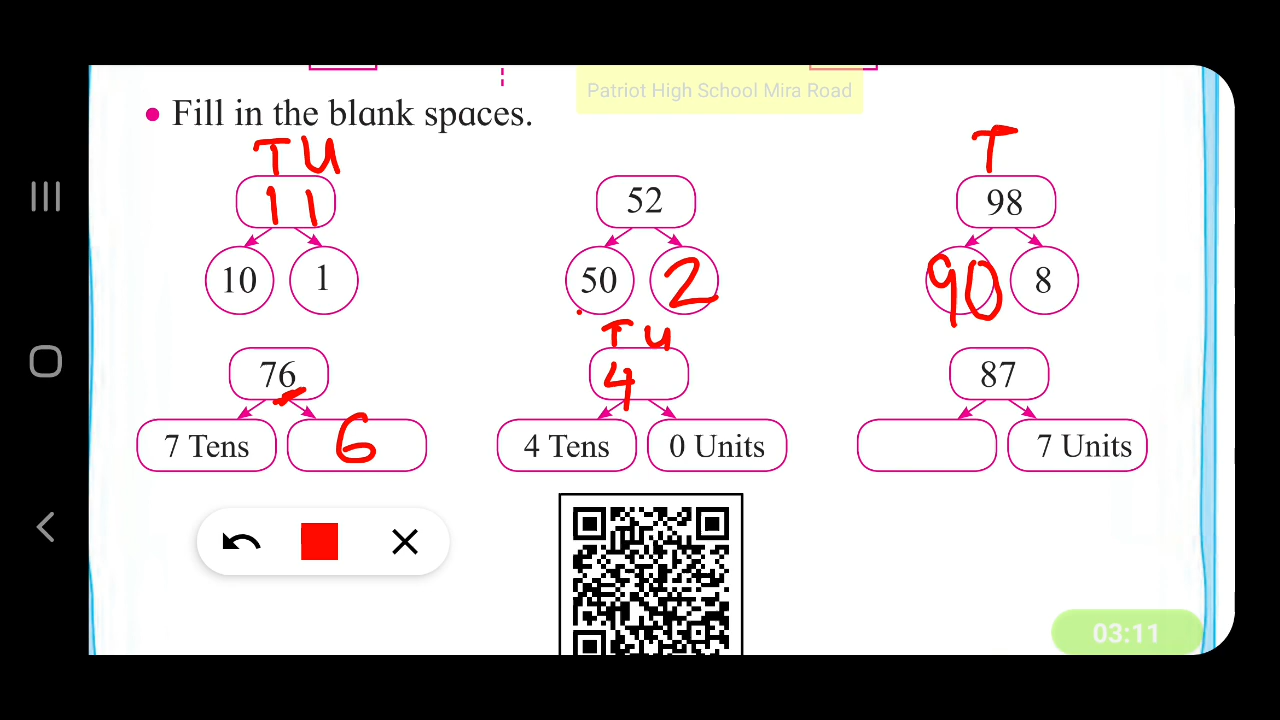 Patriot High School Mira Road
• Fill in the blank spaces.
T U
T
11
52
98
10
1
50
2
90
8
T U
76
4
87
7 Tens
6
4 Tens
0 Units
7 Units
03:11